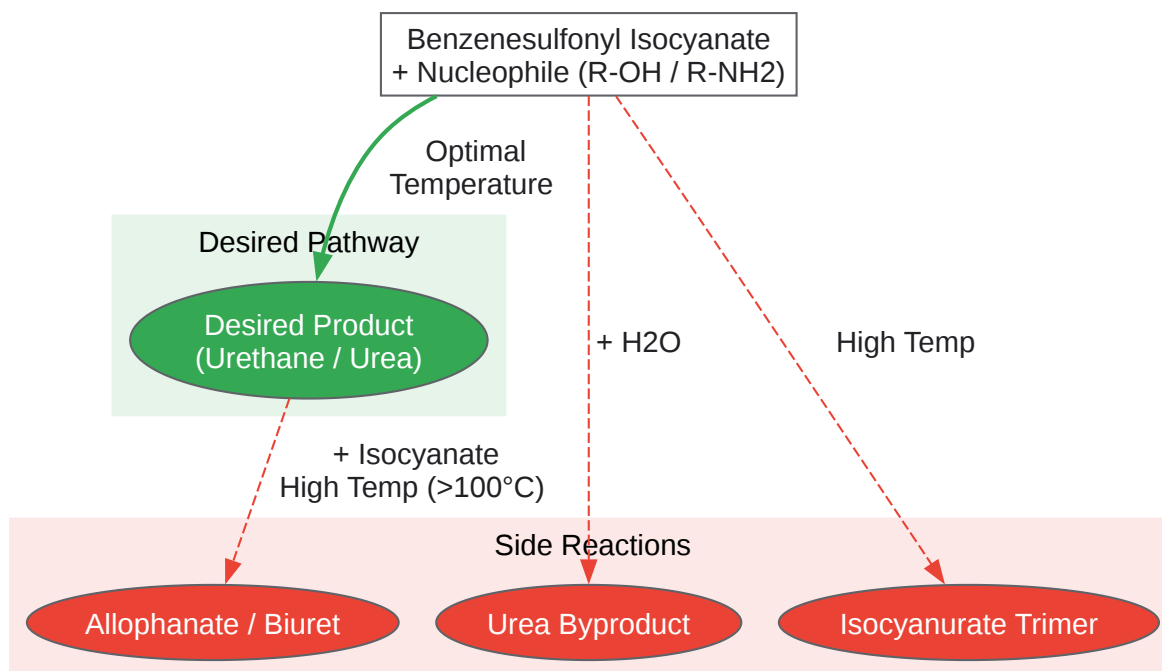 Benzenesulfonyl Isocyanate
+ Nucleophile (R-OH / R-NH2)
Optimal
Temperature
Desired Pathway
Desired Product
(Urethane / Urea)
+ H2O
High Temp
+ Isocyanate
High Temp (>100°C)
Side Reactions
Allophanate / Biuret
Urea Byproduct
Isocyanurate Trimer